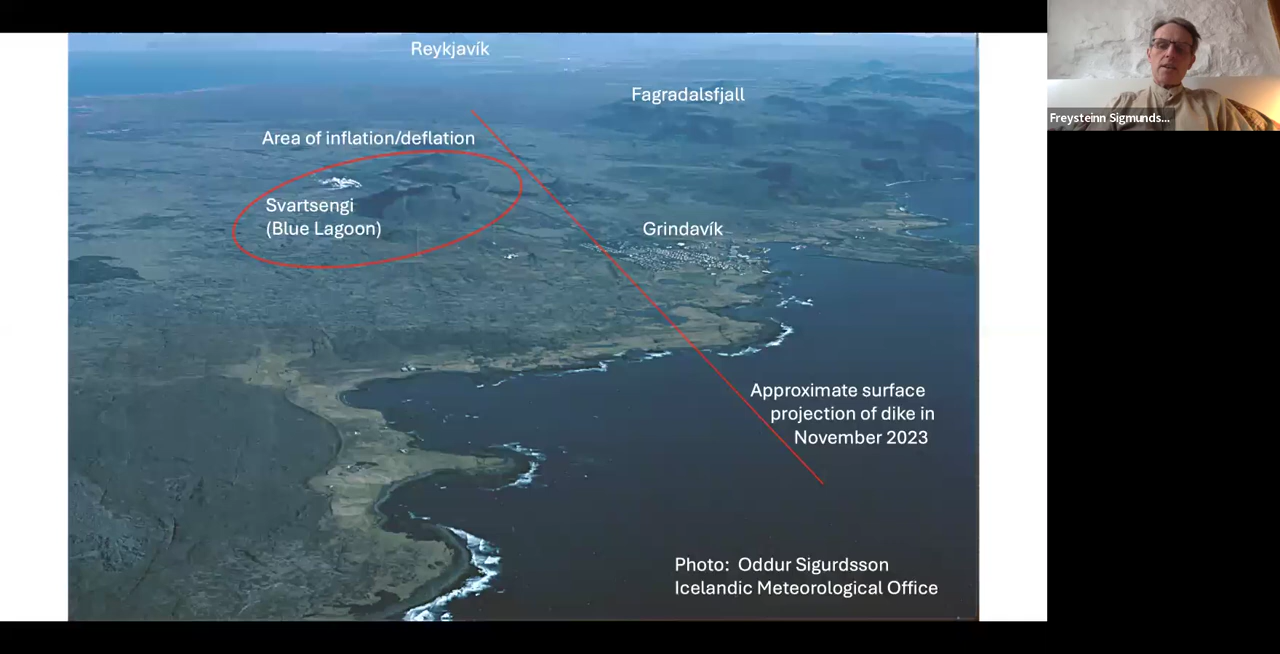 Reykjavík
Fagradalsfjall
Area of inflation/deflation
Svartsengi
(Blue Lagoon)
Grindavík
Approximate surface
projection of dike in
November 2023
Photo: Oddur Sigurdsson
Icelandic Meteorological Office
Freysteinn Sigmunds...